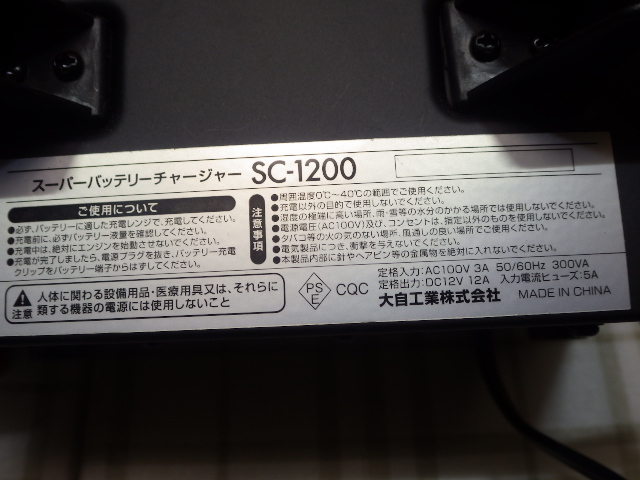 スーパーバッテリーチャージャー SC-1200
ご使用について
●必ず、バッテリーに適した充電レンジで、充電してください。
●充電前に、必ずバッテリー液量を確認してください。
●充電中は、絶対にエンジンを始動させないでください。
●充電が完了しましたら、電源プラグを抜き、バッテリー充電
クリップをバッテリー端子からはずしてください。
注意事項
●周囲温度0℃~40℃の範囲でご使用ください。
●充電以外の目的で使用しないでください。
●湿度の極端に高い場所、雨・雪等の水分のかかる場所では使用しないでください。
●電源電圧(AC100V)及び、コンセントは、指定以外のものを使用しないでください。
●タバコ等の火の気のない場所、風通しの良い場所でご使用ください。
●電気製品につき、衝撃を与えないでください。
●本製品内部に針やヘアピン等の金属物を絶対に入れないでください。
注意
人体に関わる設備用品・医療用具又は、それらに
類する機器の電源には使用しないこと
PSE
CQC
定格入力:AC100V 3A 50/60Hz 300VA
定格出力:DC12V 12A 入力電流ヒューズ:5A
大自工業株式会社 MADE IN CHINA